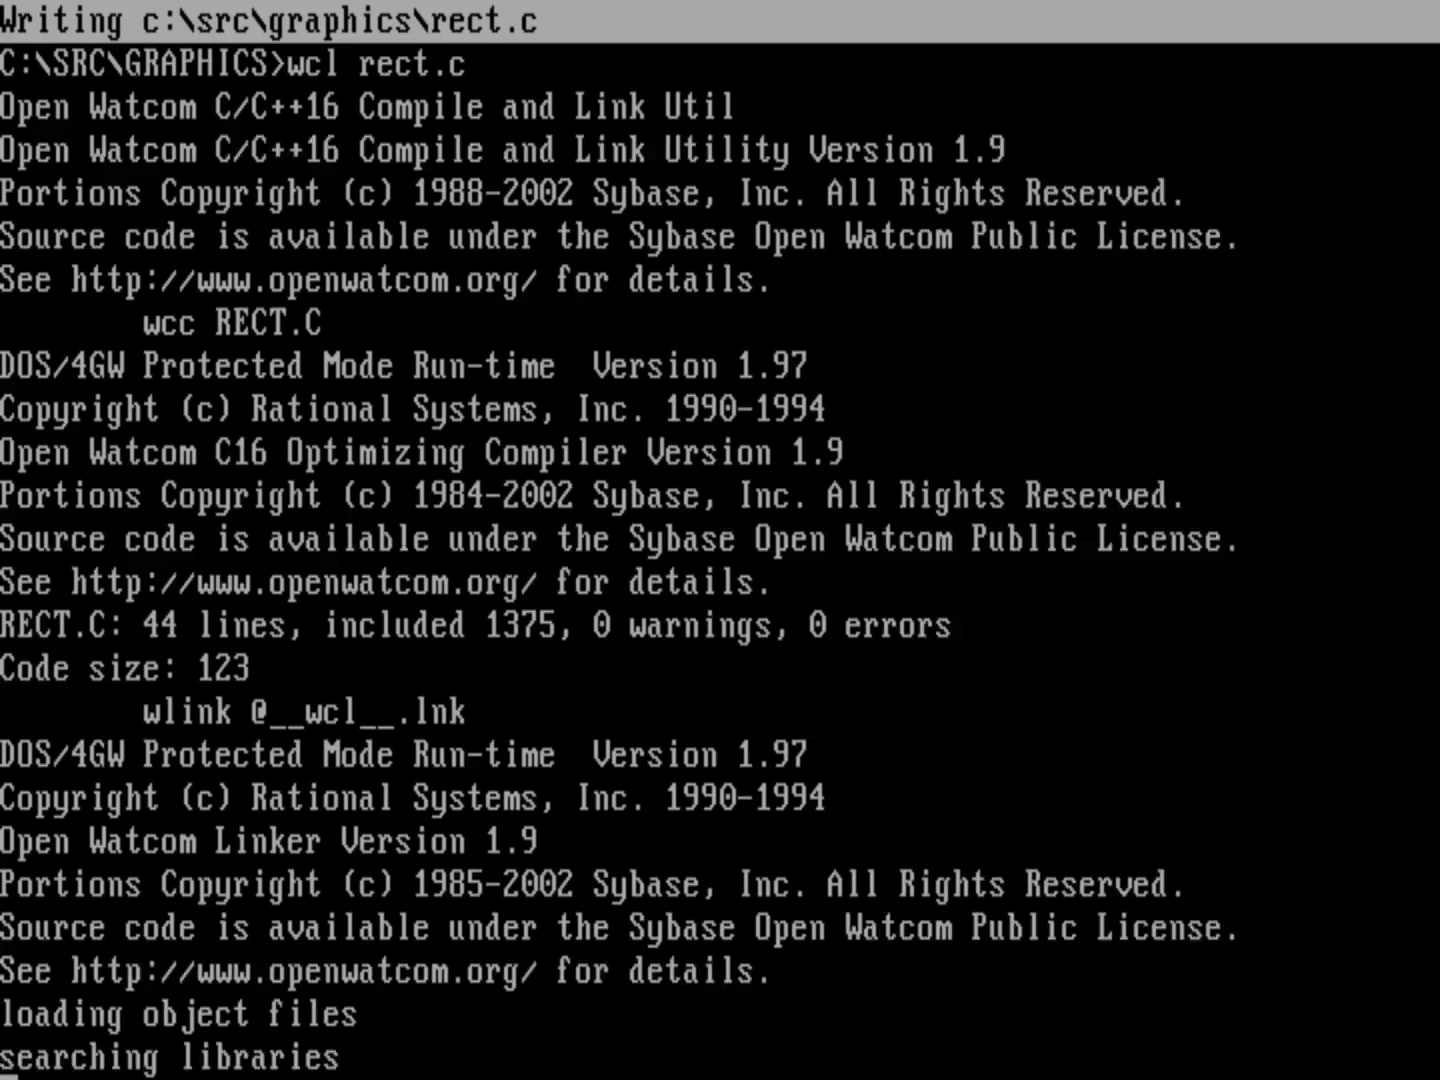 Writing c:\src\graphics\rect.c
C:\SRC\GRAPHICS>wcl rect.c
Open Watcom C/C++16 Compile and Link Util
Open Watcom C/C++16 Compile and Link Utility Version 1.9
Portions Copyright (c) 1988-2002 Sybase, Inc. All Rights Reserved.
Source code is available under the Sybase Open Watcom Public License.
See http://www.openwatcom.org/ for details.
        wcc RECT.C
DOS/4GW Protected Mode Run-time  Version 1.97
Copyright (c) Rational Systems, Inc. 1990-1994
Open Watcom C16 Optimizing Compiler Version 1.9
Portions Copyright (c) 1984-2002 Sybase, Inc. All Rights Reserved.
Source code is available under the Sybase Open Watcom Public License.
See http://www.openwatcom.org/ for details.
RECT.C: 44 lines, included 1375, 0 warnings, 0 errors
Code size: 123
        wlink @__wcl__.lnk
DOS/4GW Protected Mode Run-time  Version 1.97
Copyright (c) Rational Systems, Inc. 1990-1994
Open Watcom Linker Version 1.9
Portions Copyright (c) 1985-2002 Sybase, Inc. All Rights Reserved.
Source code is available under the Sybase Open Watcom Public License.
See http://www.openwatcom.org/ for details.
loading object files
searching libraries